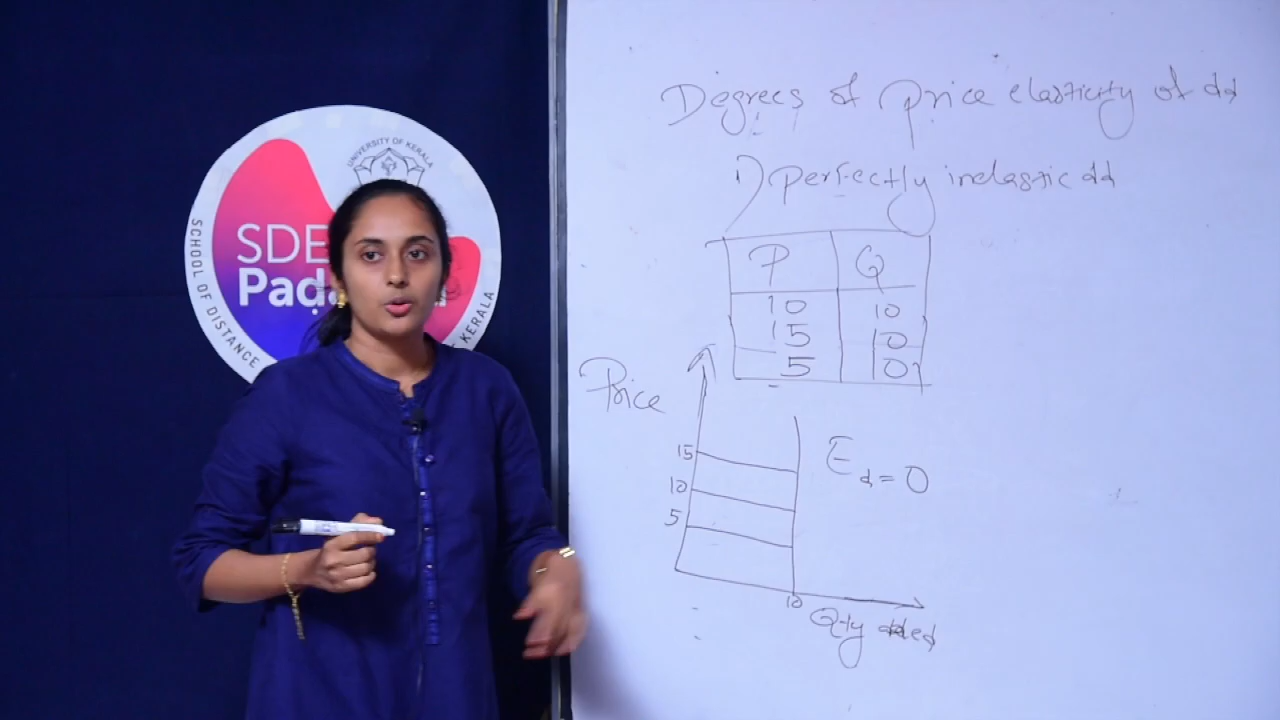 UNIVERSITY OF KERALA
SDE
Pada
SCHOOL OF DISTANCE
KERALA
Degrees of Price elasticity of dd
1) Perfectly inelastic dd
P Q
10 10
15 10
5 10
Price
15
10
5
Ed = 0
10
Qty dded